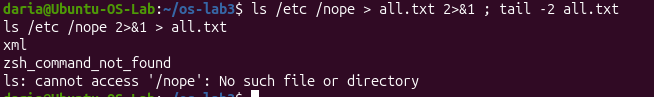 daria@Ubuntu-OS-Lab:~/os-lab3$ ls /etc /nope > all.txt 2>&1 ; tail -2 all.txt
ls /etc /nope 2>&1 > all.txt
xml
zsh_command_not_found
ls: cannot access '/nope': No such file or directory
daria@Ubuntu-OS-Lab:~/os-lab3$